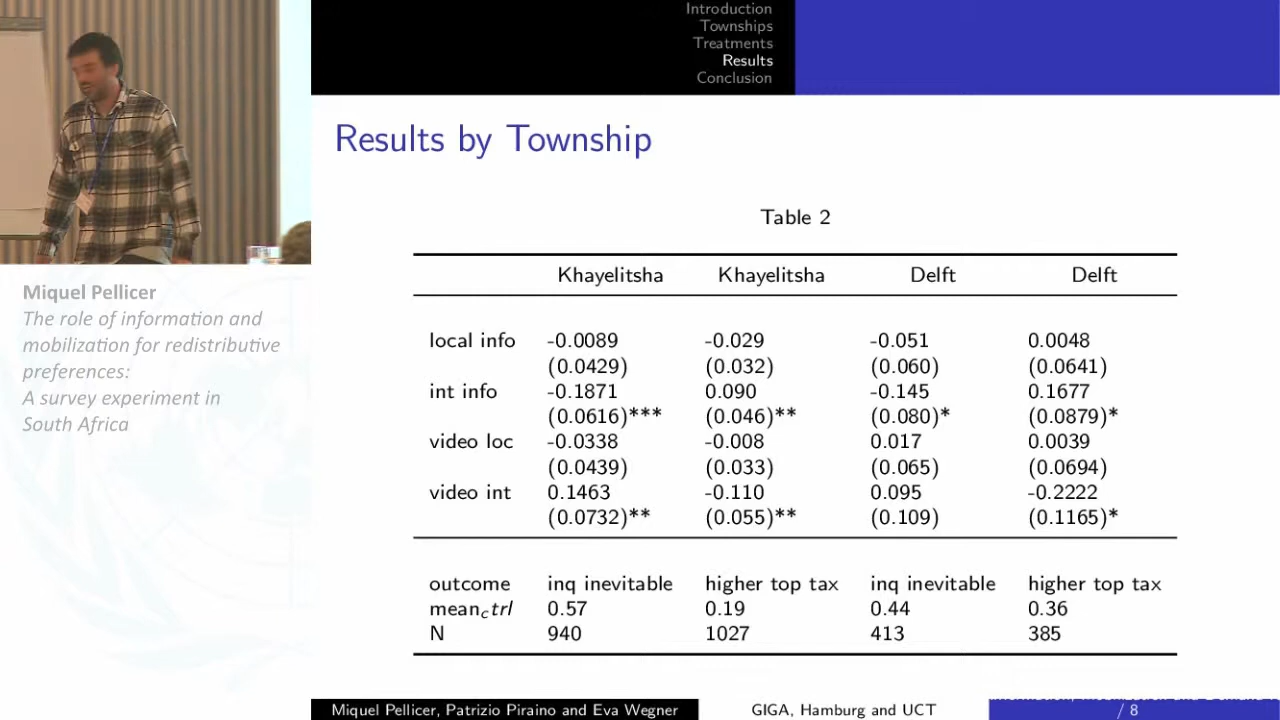 Introduction
Townships
Treatments
Results
Conclusion
Results by Township
Miquel Pellicer
The role of information and
mobilization for redistributive
preferences:
A survey experiment in
South Africa
Table 2
Khayelitsha Khayelitsha Delft Delft
local info -0.0089 -0.029 -0.051 0.0048
(0.0429) (0.032) (0.060) (0.0641)
int info -0.1871 0.090 -0.145 0.1677
(0.0616)*** (0.046)** (0.080)* (0.0879)*
video loc -0.0338 -0.008 0.017 0.0039
(0.0439) (0.033) (0.065) (0.0694)
video int 0.1463 -0.110 0.095 -0.2222
(0.0732)** (0.055)** (0.109) (0.1165)*
outcome inq inevitable higher top tax inq inevitable higher top tax
mean_ctrl 0.57 0.19 0.44 0.36
N 940 1027 413 385
Miquel Pellicer, Patrizio Piraino and Eva Wegner GIGA, Hamburg and UCT
/ 8